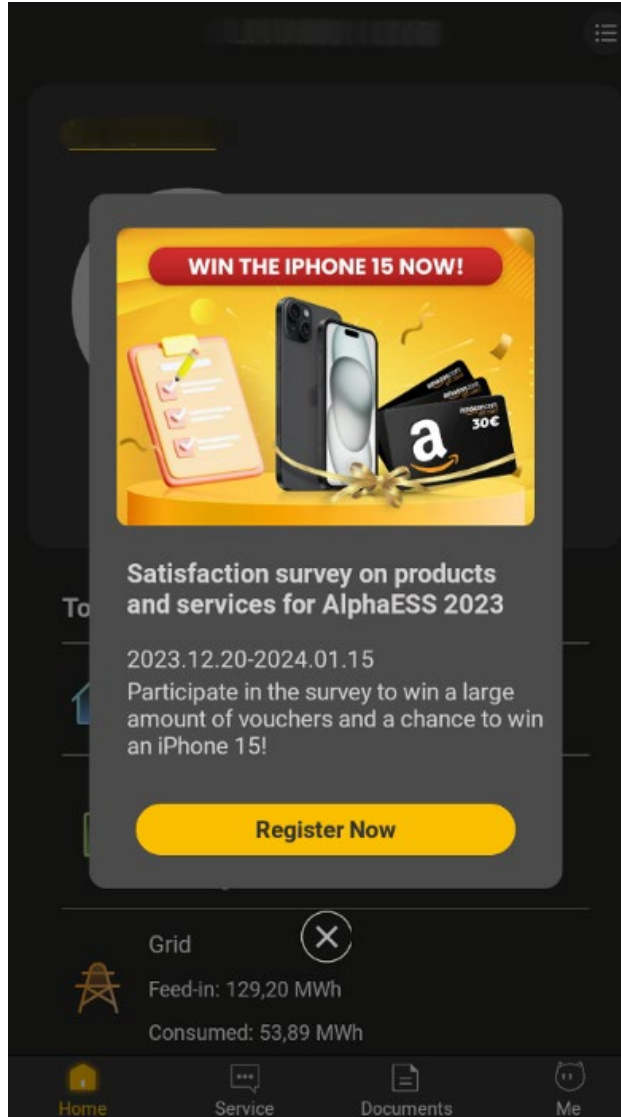 WIN THE IPHONE 15 NOW!
a
30€
Satisfaction survey on products
and services for AlphaESS 2023
To
2023.12.20-2024.01.15
Participate in the survey to win a large
amount of vouchers and a chance to win
an iPhone 15!
Register Now
Grid
Feed-in: 129,20 MWh
Consumed: 53,89 MWh
Home
Service
Documents
Me